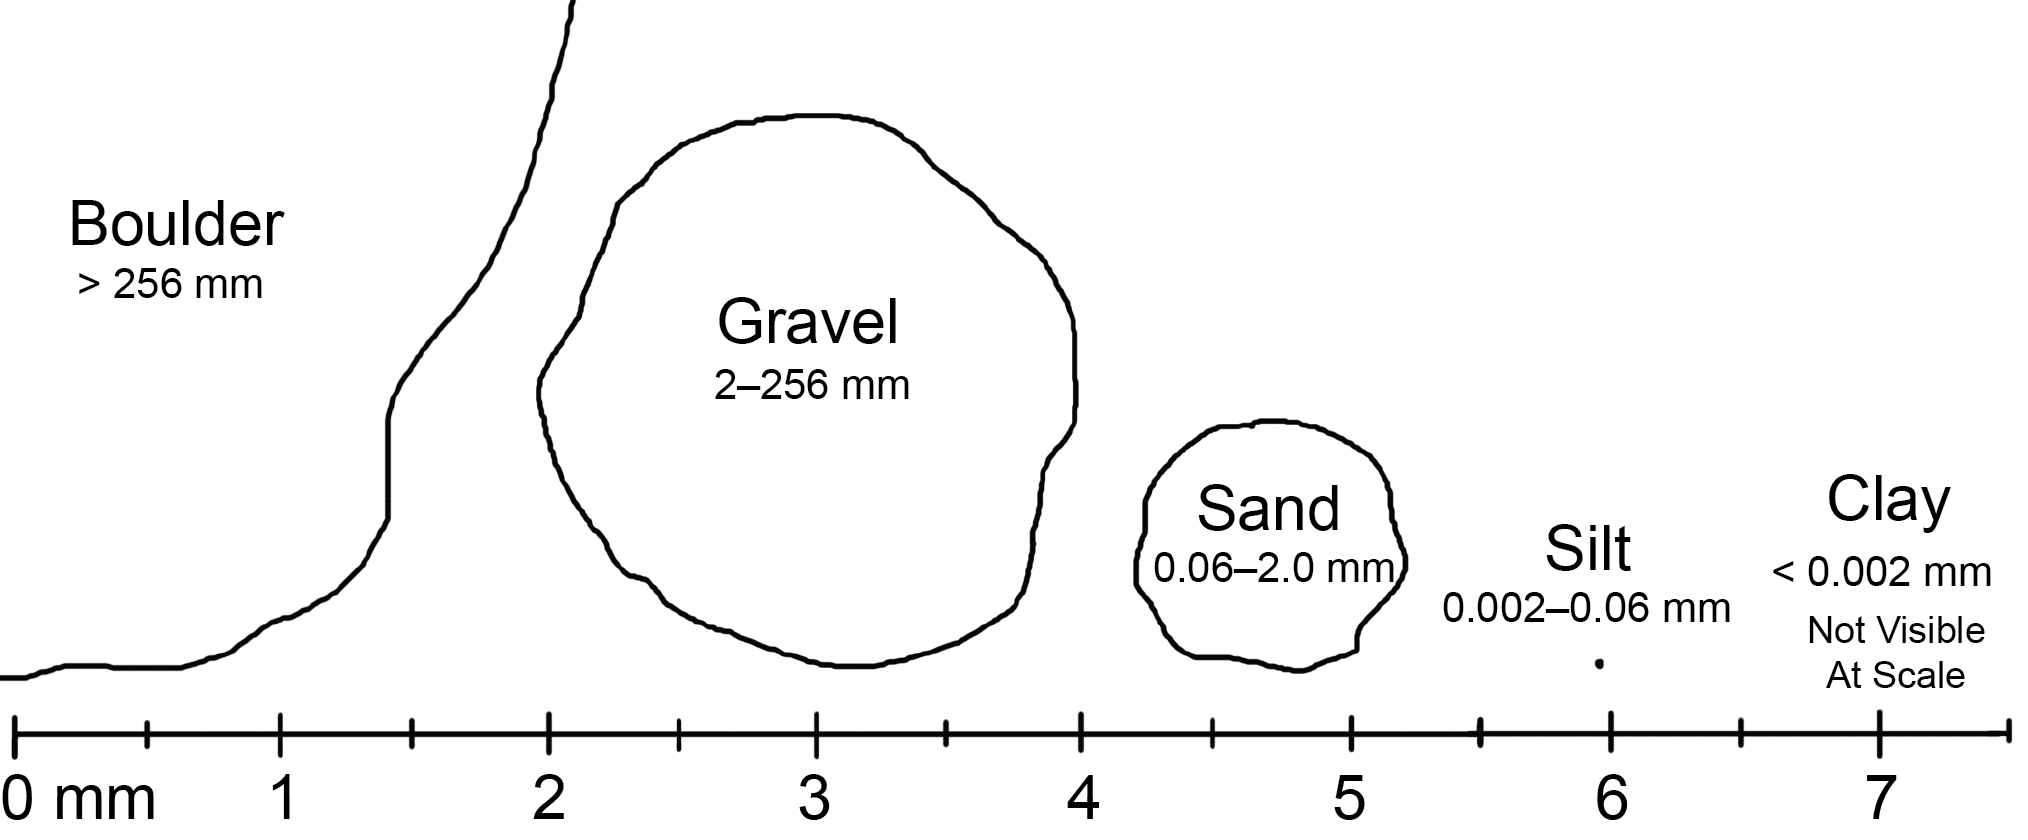 Boulder
> 256 mm
Gravel
2–256 mm
Sand
0.06–2.0 mm
Silt
0.002–0.06 mm
Clay
< 0.002 mm
Not Visible
At Scale
0 mm 1 2 3 4 5 6 7